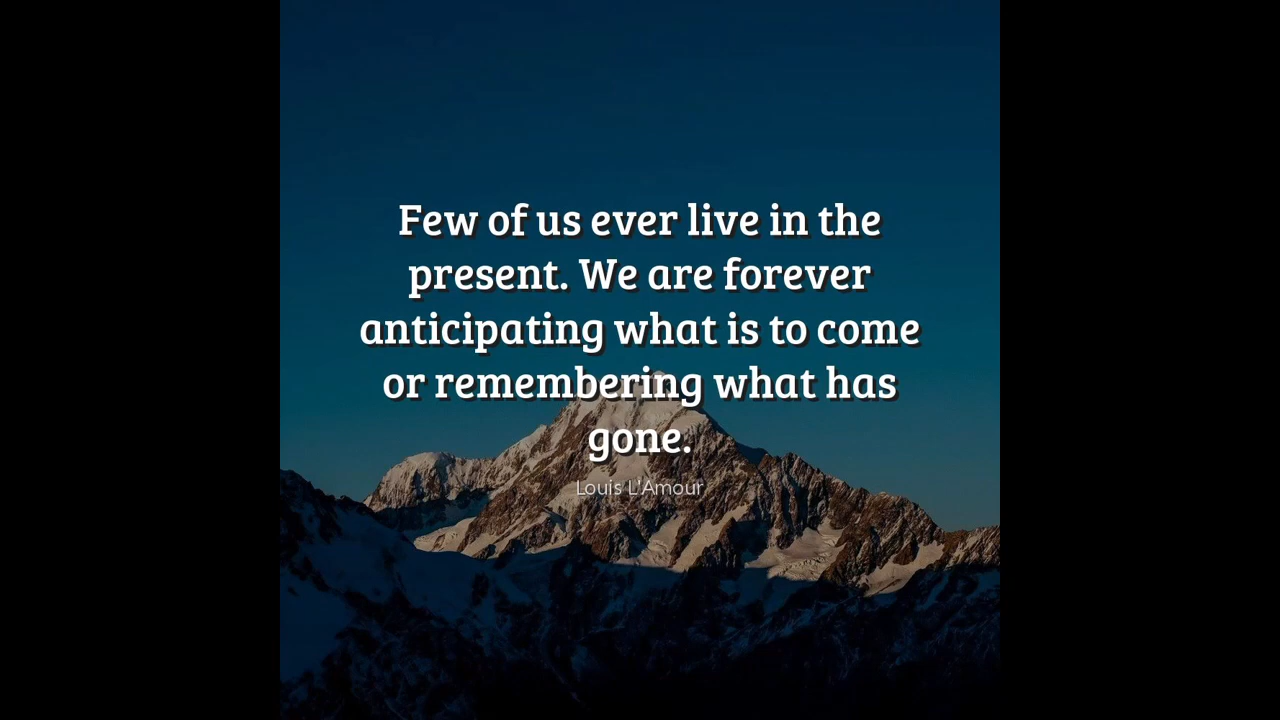 Few of us ever live in the
present. We are forever
anticipating what is to come
or remembering what has
gone.
Louis L'Amour